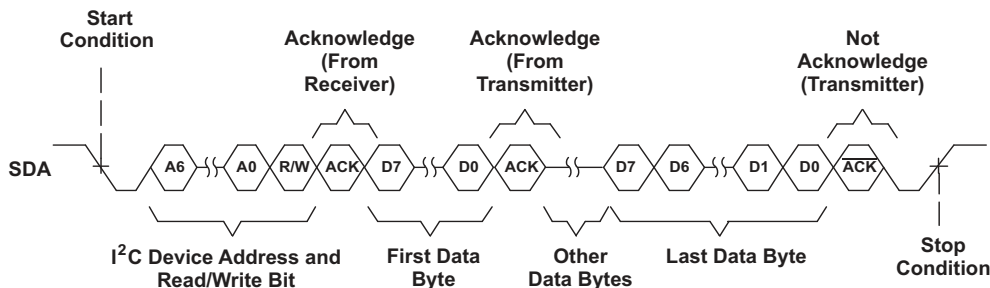 Start
Condition
Acknowledge
(From
Receiver)
Acknowledge
(From
Transmitter)
Not
Acknowledge
(Transmitter)
SDA
A6
A0
R/W
ACK
D7
D0
ACK
D7
D6
D1
D0
A̅C̅K̅
I²C Device Address and
Read/Write Bit
First Data
Byte
Other
Data Bytes
Last Data Byte
Stop
Condition